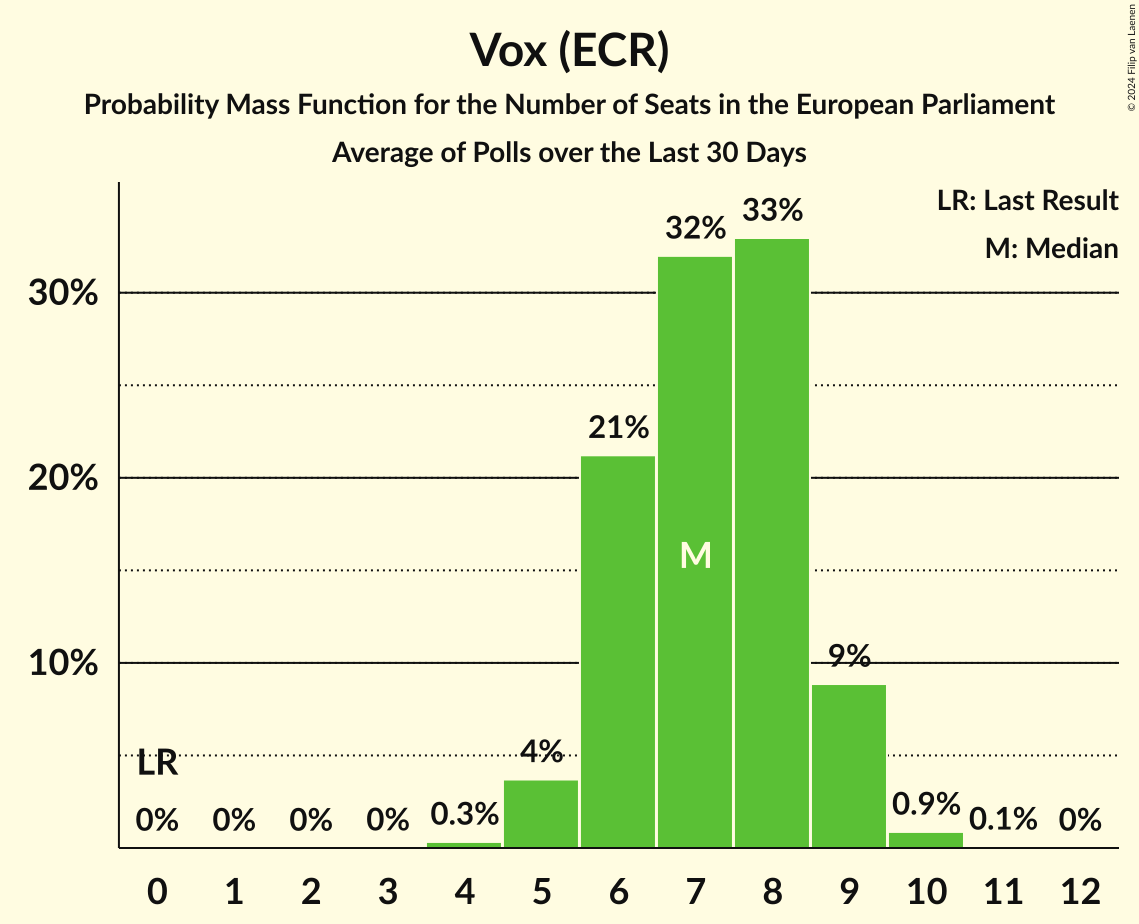 Vox (ECR)
Probability Mass Function for the Number of Seats in the European Parliament
Average of Polls over the Last 30 Days
© 2024 Filip van Laenen
LR: Last Result
M: Median
33%
32%
30%
21%
20%
M
10%
9%
4%
LR
0% 0% 0% 0% 0.3% 0.9% 0.1% 0%
0 1 2 3 4 5 6 7 8 9 10 11 12